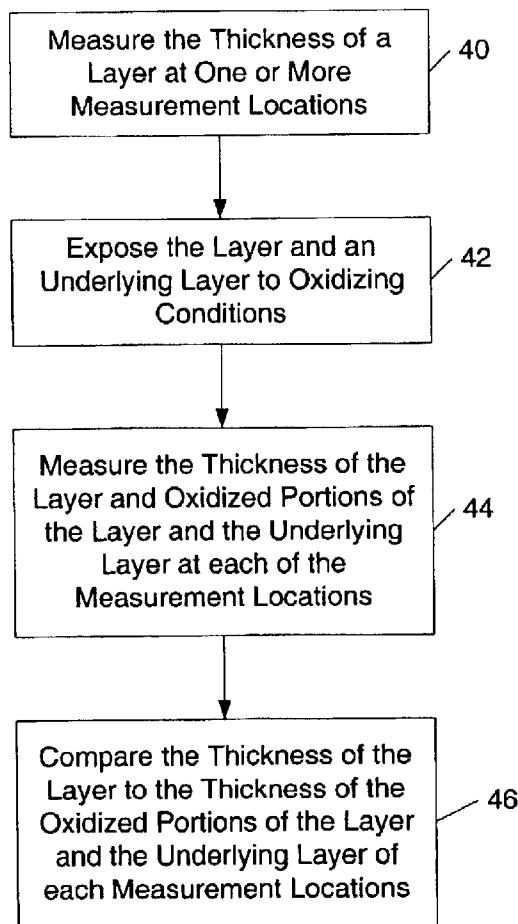 Measure the Thickness of a
Layer at One or More
Measurement Locations
40
Expose the Layer and an
Underlying Layer to Oxidizing
Conditions
42
Measure the Thickness of the
Layer and Oxidized Portions of
the Layer and the Underlying
Layer at each of the
Measurement Locations
44
Compare the Thickness of the
Layer to the Thickness of the
Oxidized Portions of the Layer
and the Underlying Layer of
each Measurement Locations
46